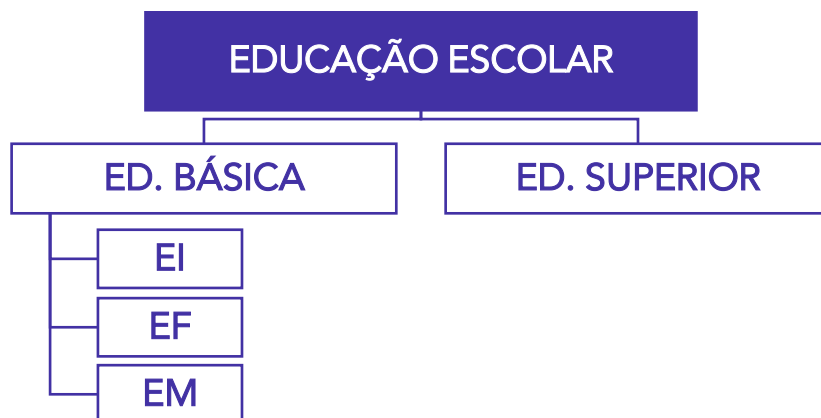 EDUCAÇÃO ESCOLAR
ED. BÁSICA
ED. SUPERIOR
EI
EF
EM